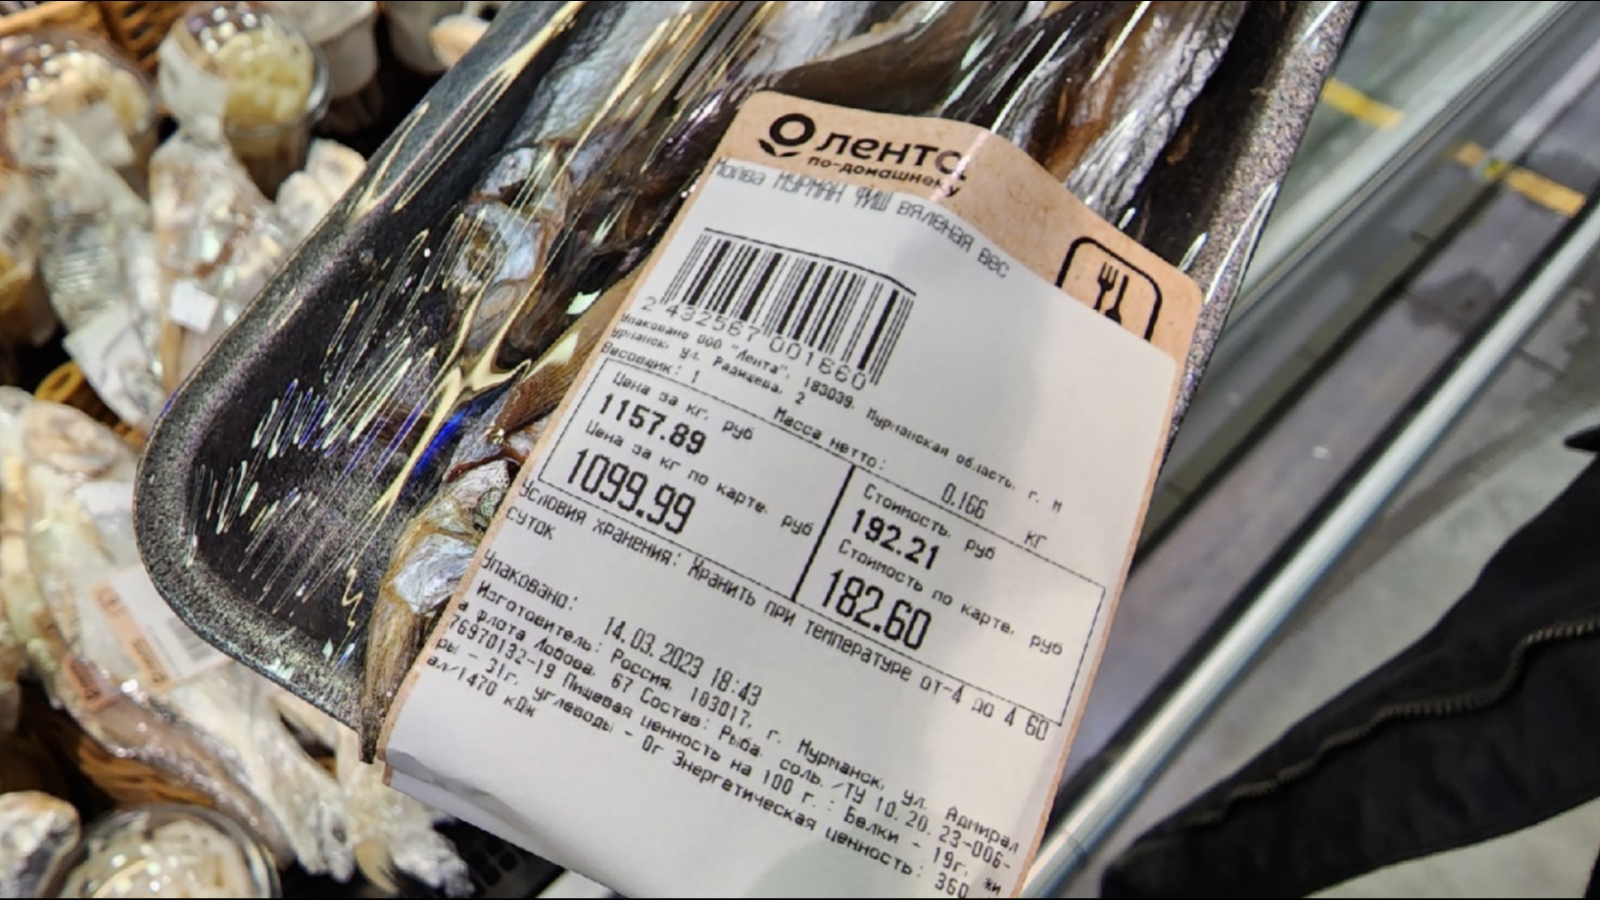 лента
по-домашнему
Мойва МУРМАН ФИШ вяленая вес
2 432567 001660
Упаковано ООО "Лента", 183039, Мурманская область, г. М
урманск, ул. Радищева, 2
Весовщик: 1
Масса нетто: 0.166 кг
Цена за кг, руб
1157.89
Цена за кг по карте, руб
1099.99
Стоимость, руб
192.21
Стоимость по карте, руб
182.60
Условия хранения: Хранить при температуре от-4 до 4 60
суток
Упаковано: 14.03.2023 18:43
Изготовитель: Россия, 183017, г. Мурманск, ул. Адмирал
а флота Лобова, 67 Состав: Рыба, соль. /ТУ 10.20.23-006-
76970132-19 Пищевая ценность на 100 г.: Белки - 19г, жи
ры - 31г, углеводы - 0г Энергетическая ценность: 360
ал/1470 кДж